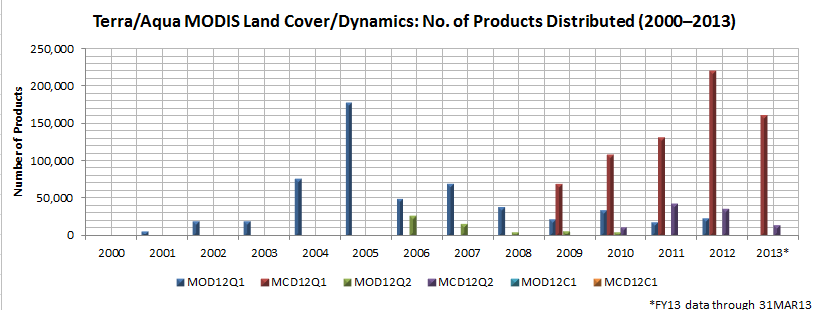 Terra/Aqua MODIS Land Cover/Dynamics: No. of Products Distributed (2000–2013)
Number of Products
250,000
200,000
150,000
100,000
50,000
0
2000 2001 2002 2003 2004 2005 2006 2007 2008 2009 2010 2011 2012 2013*
MOD12Q1 MCD12Q1 MOD12Q2 MCD12Q2 MOD12C1 MCD12C1
*FY13 data through 31MAR13